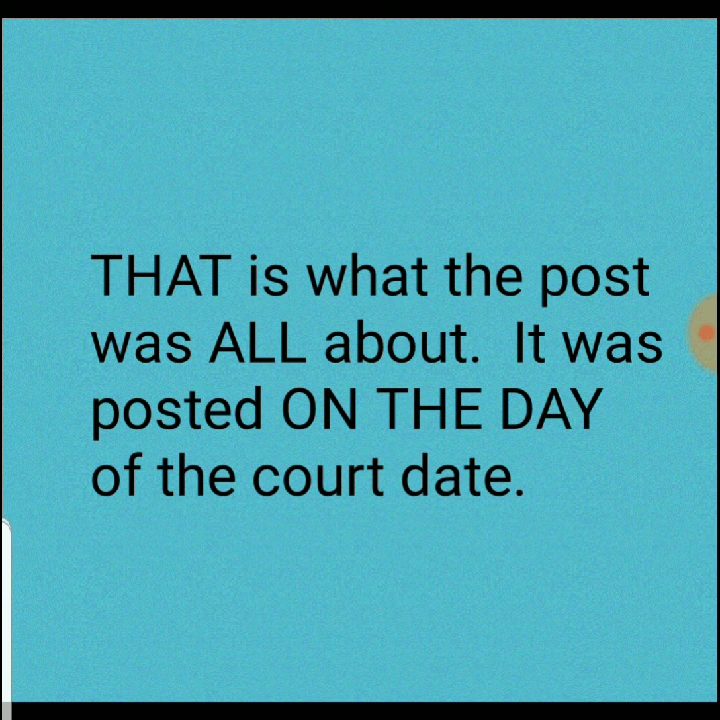 THAT is what the post
was ALL about.  It was
posted ON THE DAY
of the court date.